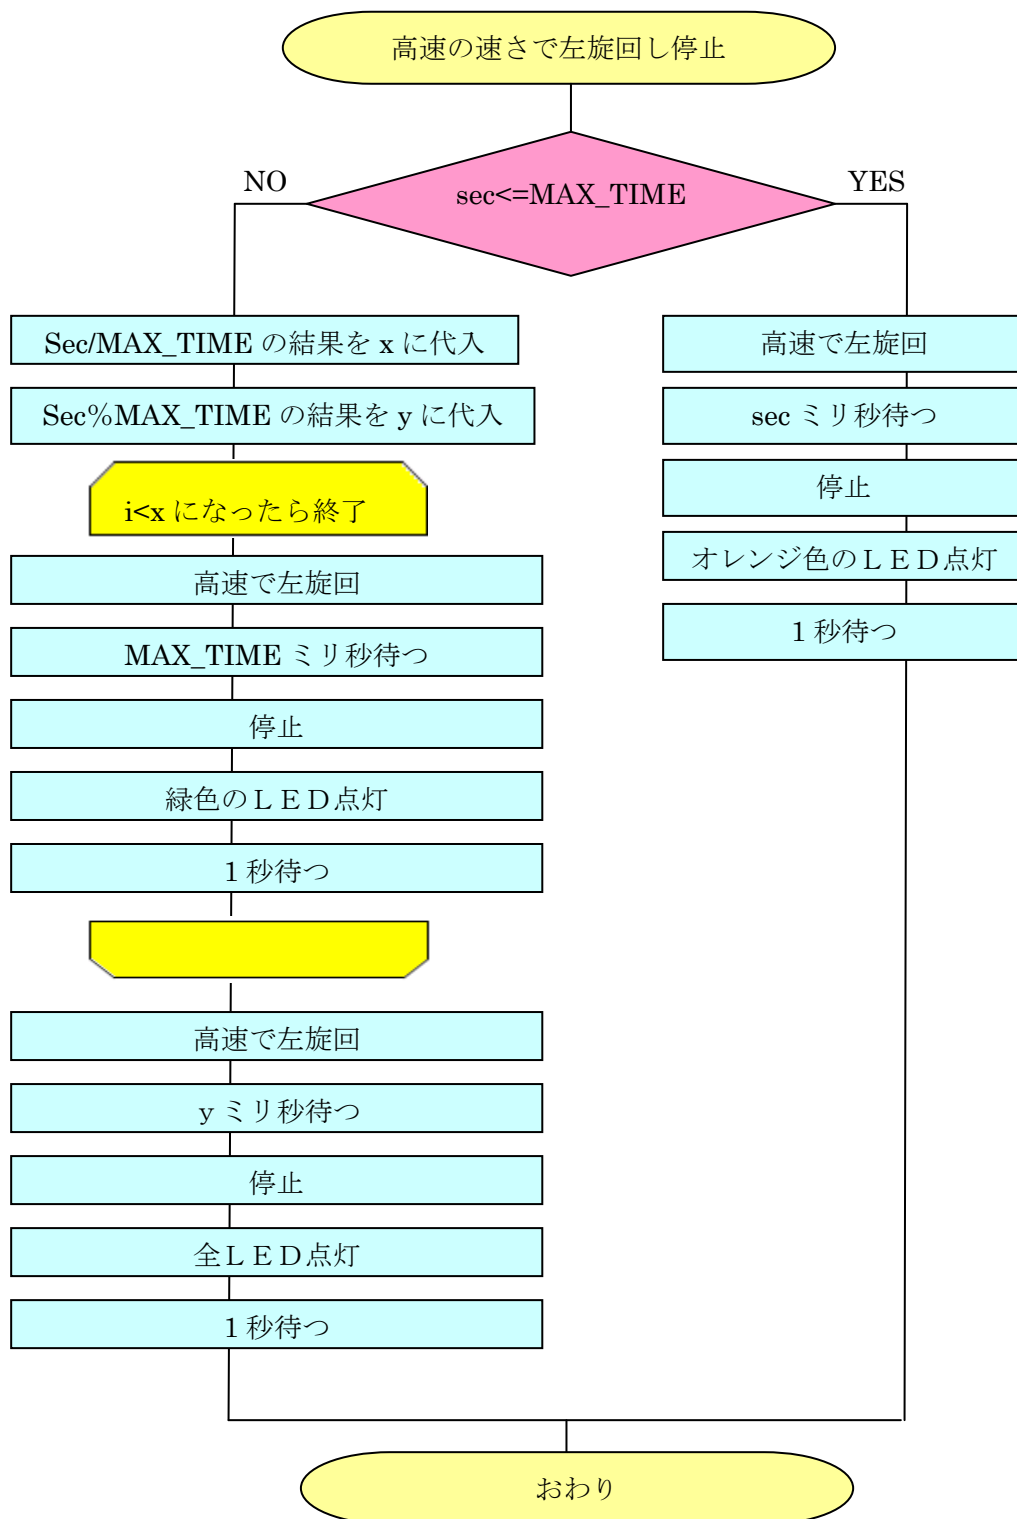 高速の速さで左旋回し停止
sec<=MAX_TIME
NO
YES
Sec/MAX_TIME の結果を x に代入
Sec%MAX_TIME の結果を y に代入
i<x になったら終了
高速で左旋回
MAX_TIME ミリ秒待つ
停止
緑色のＬＥＤ点灯
1 秒待つ
高速で左旋回
y ミリ秒待つ
停止
全ＬＥＤ点灯
1 秒待つ
高速で左旋回
sec ミリ秒待つ
停止
オレンジ色のＬＥＤ点灯
1 秒待つ
おわり